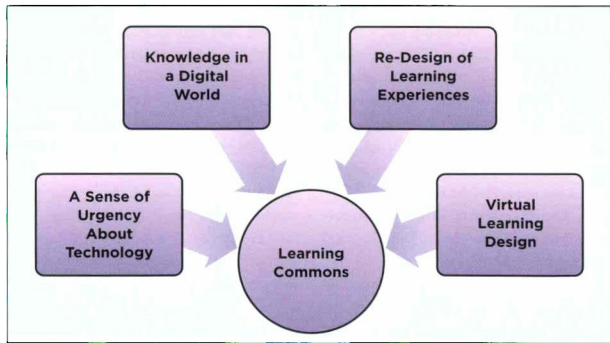 Knowledge in
a Digital
World
Re-Design of
Learning
Experiences
A Sense of
Urgency
About
Technology
Learning
Commons
Virtual
Learning
Design